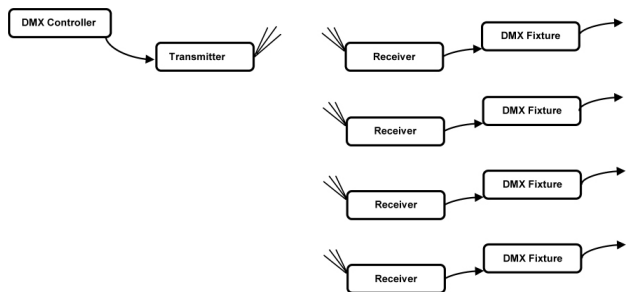 DMX Controller
Transmitter
Receiver
DMX Fixture
Receiver
DMX Fixture
Receiver
DMX Fixture
Receiver
DMX Fixture